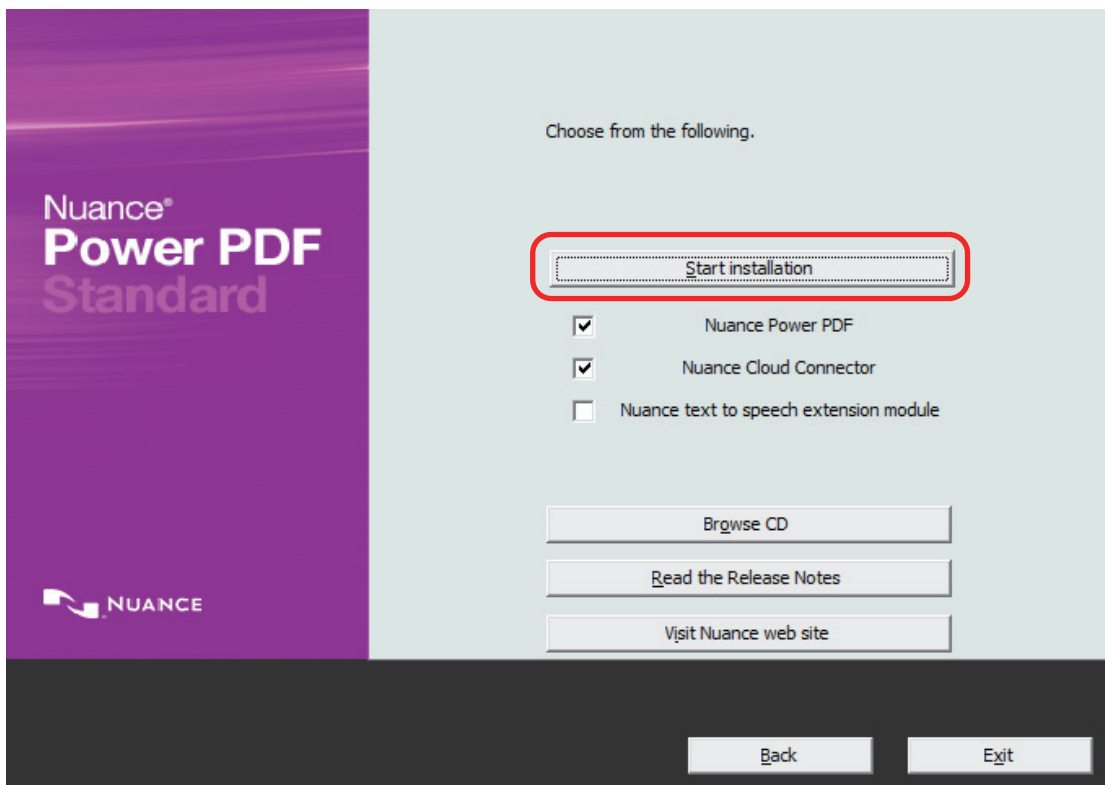 Choose from the following.
Nuance®
Power PDF
Standard
Start installation
Nuance Power PDF
Nuance Cloud Connector
Nuance text to speech extension module
Browse CD
Read the Release Notes
Visit Nuance web site
NUANCE
Back
Exit